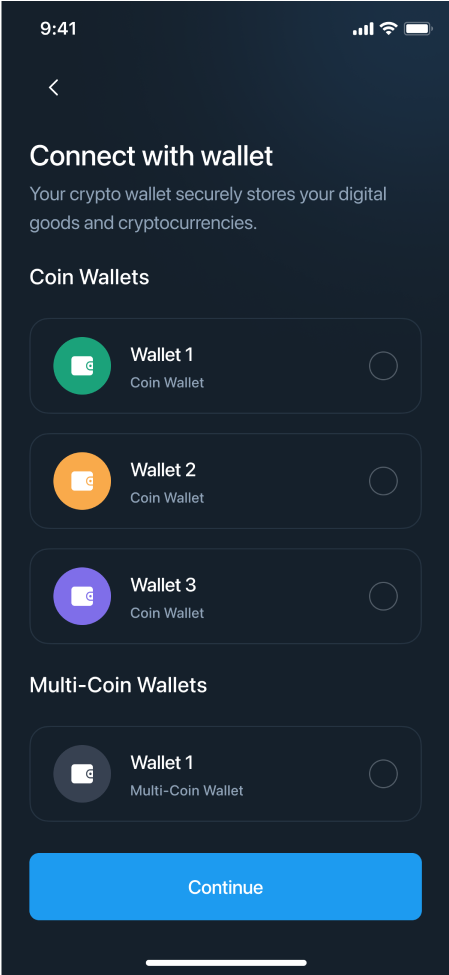 9:41
Connect with wallet
Your crypto wallet securely stores your digital
goods and cryptocurrencies.
Coin Wallets
Wallet 1
Coin Wallet
Wallet 2
Coin Wallet
Wallet 3
Coin Wallet
Multi-Coin Wallets
Wallet 1
Multi-Coin Wallet
Continue